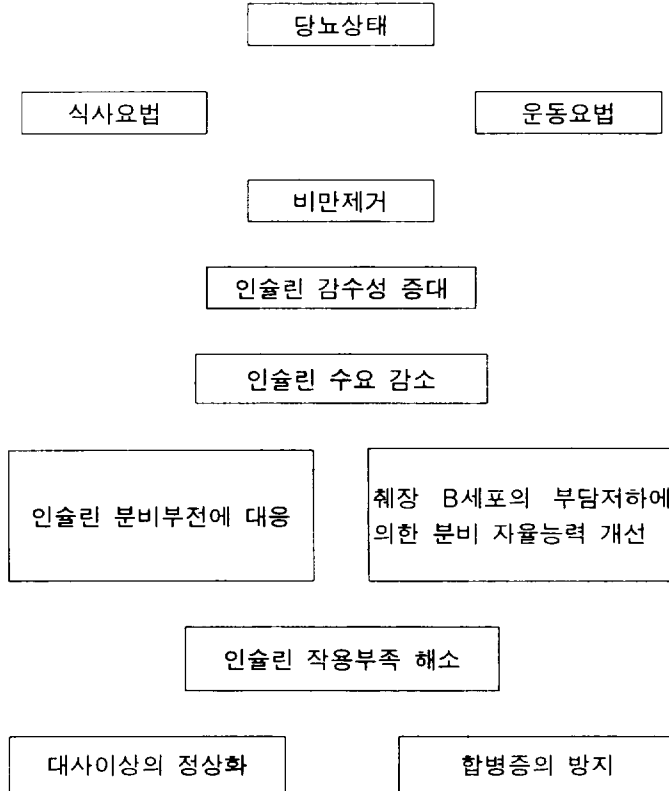 당뇨상태
식사요법
운동요법
비만제거
인슐린 감수성 증대
인슐린 수요 감소
인슐린 분비부전에 대응
췌장 B세포의 부담저하에
의한 분비 자율능력 개선
인슐린 작용부족 해소
대사이상의 정상화
합병증의 방지